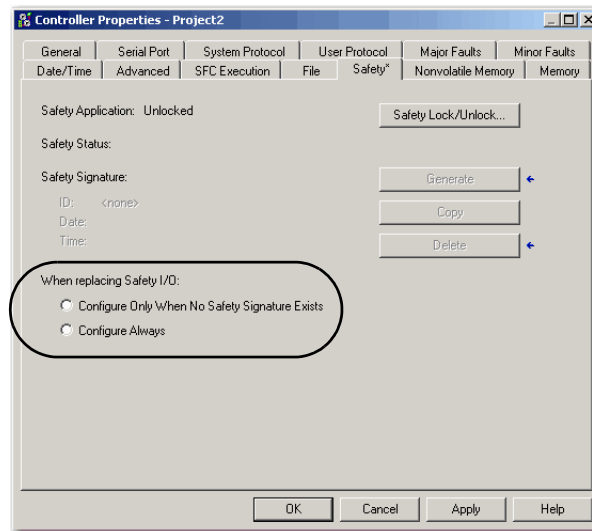 Controller Properties - Project2
General Serial Port System Protocol User Protocol Major Faults Minor Faults
Date/Time Advanced SFC Execution File Safety* Nonvolatile Memory Memory
Safety Application: Unlocked
Safety Lock/Unlock...
Safety Status:
Safety Signature:
Generate
ID: <none>
Copy
Date:
Time:
Delete
When replacing Safety I/O:
Configure Only When No Safety Signature Exists
Configure Always
OK Cancel Apply Help